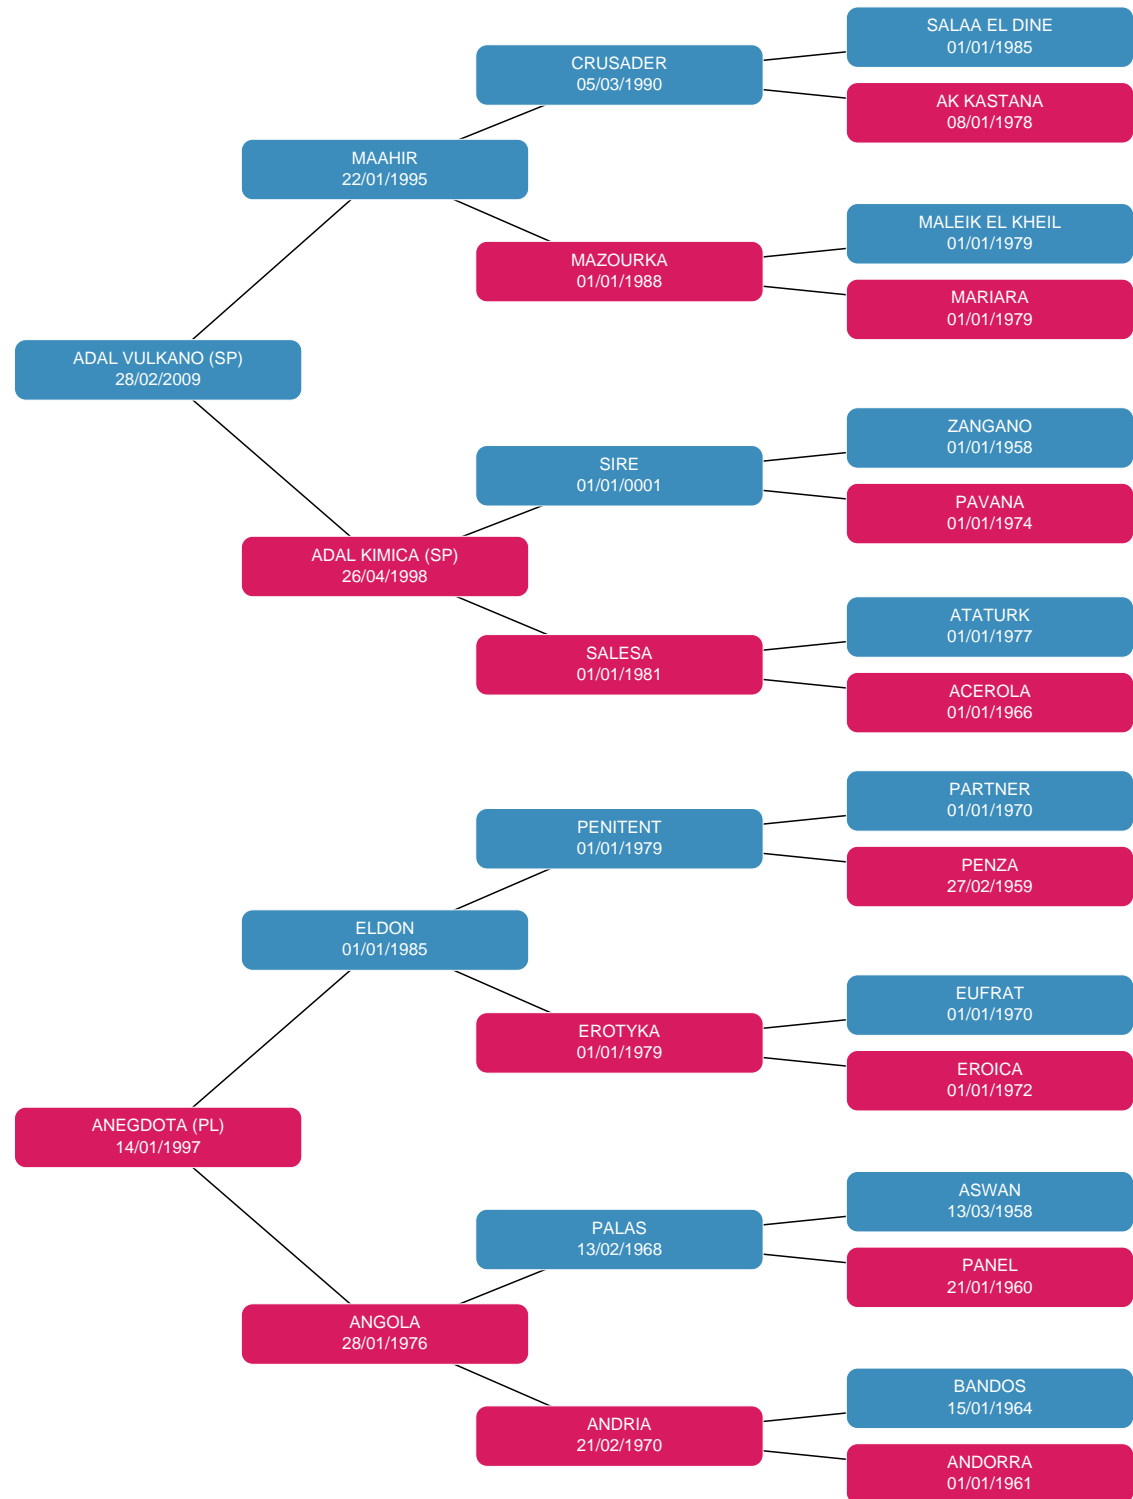 SALAA EL DINE
01/01/1985
CRUSADER
05/03/1990
AK KASTANA
08/01/1978
MAAHIR
22/01/1995
MALEIK EL KHEIL
01/01/1979
MAZOURKA
01/01/1988
MARIARA
01/01/1979
ADAL VULKANO (SP)
28/02/2009
ZANGANO
01/01/1958
SIRE
01/01/0001
PAVANA
01/01/1974
ADAL KIMICA (SP)
26/04/1998
ATATURK
01/01/1977
SALESA
01/01/1981
ACEROLA
01/01/1966
PARTNER
01/01/1970
PENITENT
01/01/1979
PENZA
27/02/1959
ELDON
01/01/1985
EUFRAT
01/01/1970
EROTYKA
01/01/1979
EROICA
01/01/1972
ANEGDOTA (PL)
14/01/1997
ASWAN
13/03/1958
PALAS
13/02/1968
PANEL
21/01/1960
ANGOLA
28/01/1976
BANDOS
15/01/1964
ANDRIA
21/02/1970
ANDORRA
01/01/1961